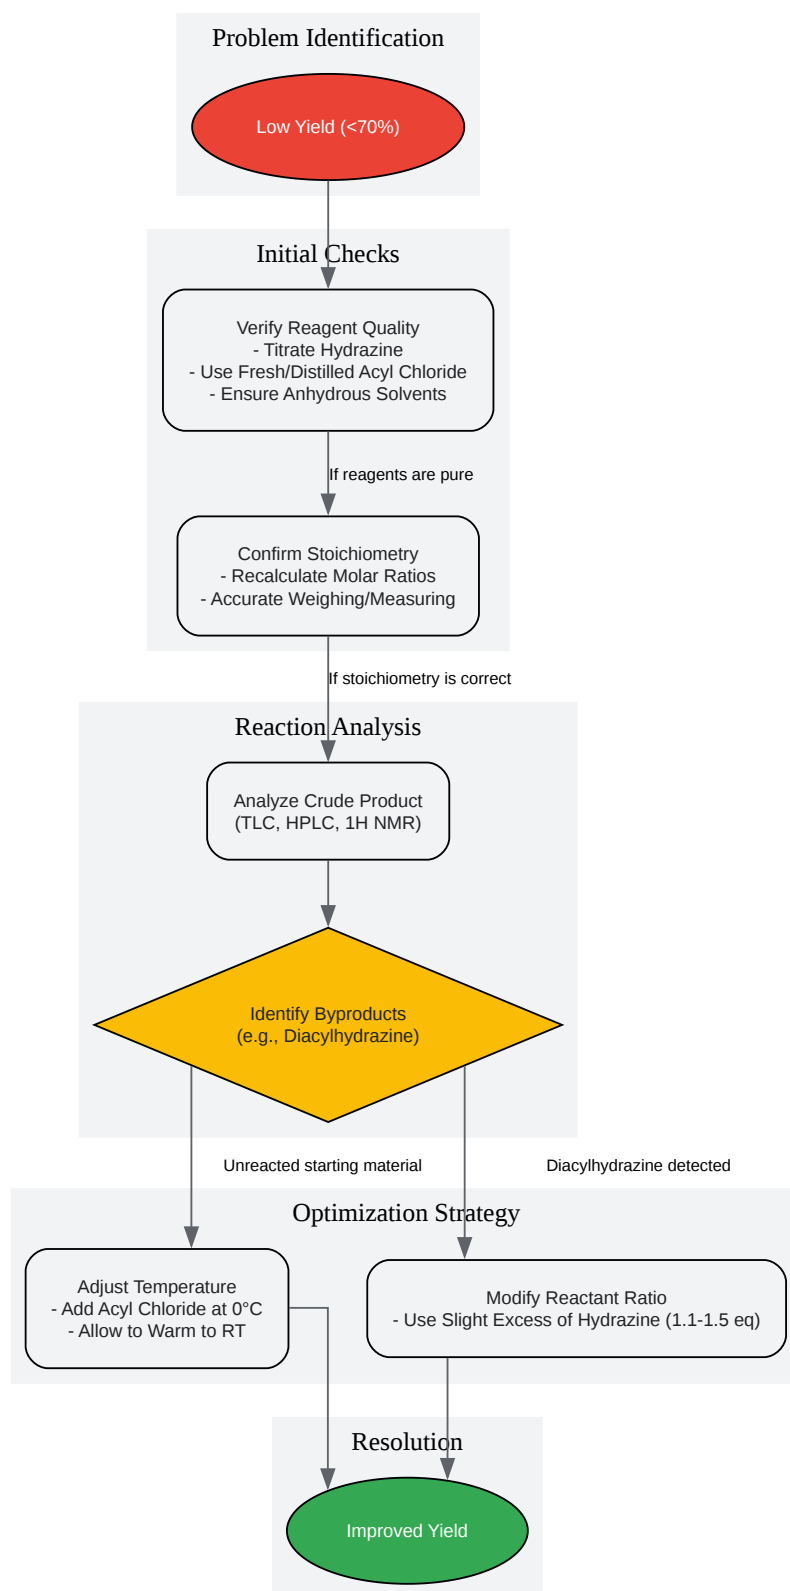 Problem Identification
Low Yield (<70%)
Initial Checks
Verify Reagent Quality
- Titrate Hydrazine
- Use Fresh/Distilled Acyl Chloride
- Ensure Anhydrous Solvents
If reagents are pure
Confirm Stoichiometry
- Recalculate Molar Ratios
- Accurate Weighing/Measuring
If stoichiometry is correct
Reaction Analysis
Analyze Crude Product
(TLC, HPLC, 1H NMR)
Identify Byproducts
(e.g., Diacylhydrazine)
Unreacted starting material
Diacylhydrazine detected
Optimization Strategy
Adjust Temperature
- Add Acyl Chloride at 0°C
- Allow to Warm to RT
Modify Reactant Ratio
- Use Slight Excess of Hydrazine (1.1-1.5 eq)
Resolution
Improved Yield